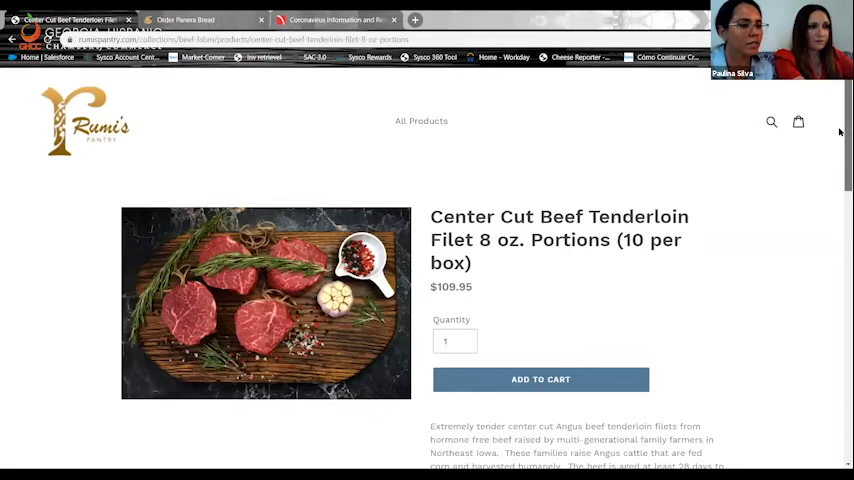 Center Cut Beef Tenderloin Filet
Order Panera Bread
Coronavirus Information and Re
GEORGIA HISPANIC
GHCC CHAMBER OF COMMERCE
rumispantry.com/collections/beef-labm/products/center-cut-beef-tenderloin-filet-8-oz-portions
Home | Salesforce
Sysco Account Cent...
Market Corner
Inv retrievel
SAC 3.0
Sysco Rewards
Sysco 360 Tool
Home - Workday
Cheese Reporter -...
Cómo Continuar Cr...
Paulina Silva
r Rumi's
PANTRY
All Products
Center Cut Beef Tenderloin
Filet 8 oz. Portions (10 per
box)
$109.95
Quantity
1
ADD TO CART
Extremely tender center cut Angus beef tenderloin filets from
hormone free beef raised by multi-generational family farmers in
Northeast Iowa. These families raise Angus cattle that are fed
corn and harvested humanely. The beef is aged at least 28 days to